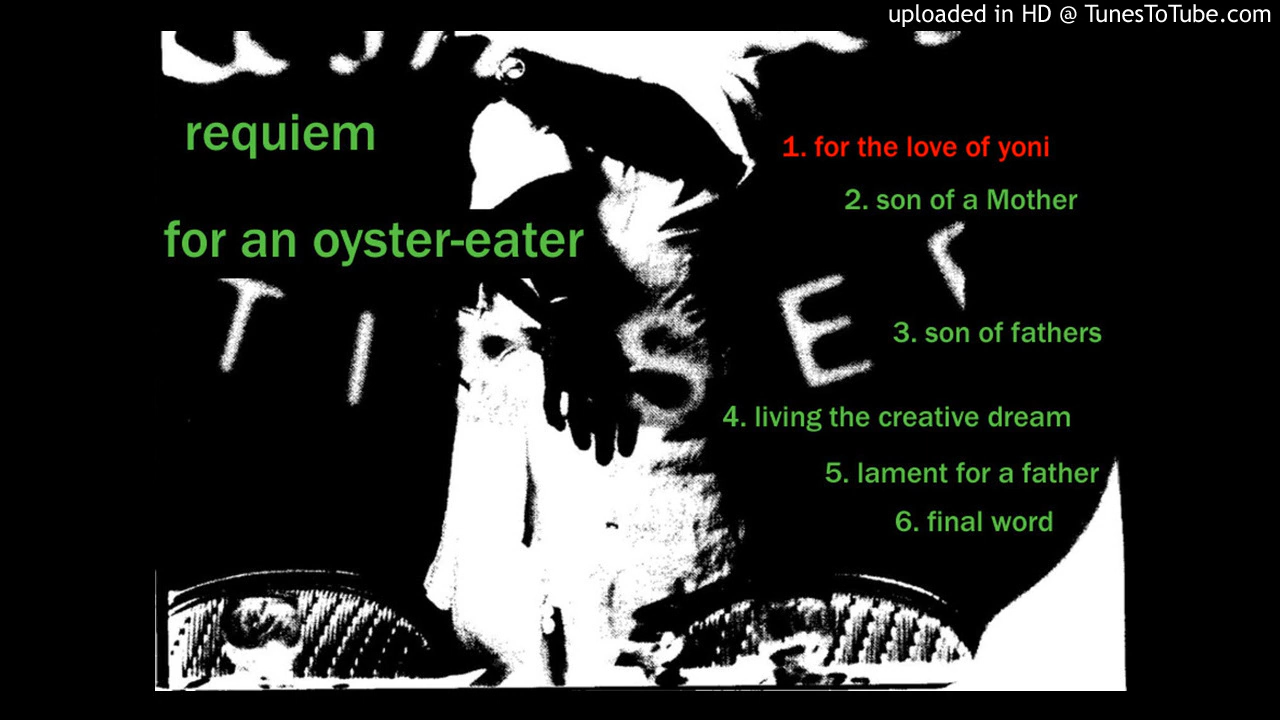 uploaded in HD @ TunesToTube.com
requiem
for an oyster-eater
1. for the love of yoni
2. son of a Mother
T I S E r
3. son of fathers
4. living the creative dream
5. lament for a father
6. final word